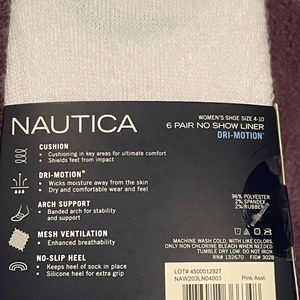 NAUTICA
WOMEN'S SHOE SIZE 4-10
6 PAIR NO SHOW LINER
DRI-MOTION™
CUSHION
• Cushioning in key areas for ultimate comfort
• Shields feet from impact
DRI-MOTION®
• Wicks moisture away from the skin
• Dry and comfortable wear and feel
ARCH SUPPORT
• Banded arch for stability
and support
MESH VENTILATION
• Enhanced breathability
NO-SLIP HEEL
• Keeps heel of sock in place
• Silicone heel for extra grip
96% POLYESTER
2% SPANDEX
2% RUBBER
MACHINE WASH COLD, WITH LIKE COLORS.
ONLY NON CHLORINE BLEACH WHEN NEEDED
TUMBLE DRY LOW. DO NOT IRON
RN# 132670 FID# 3028
LOT# 4500012927
NAW203LN04003 Pink Asst.